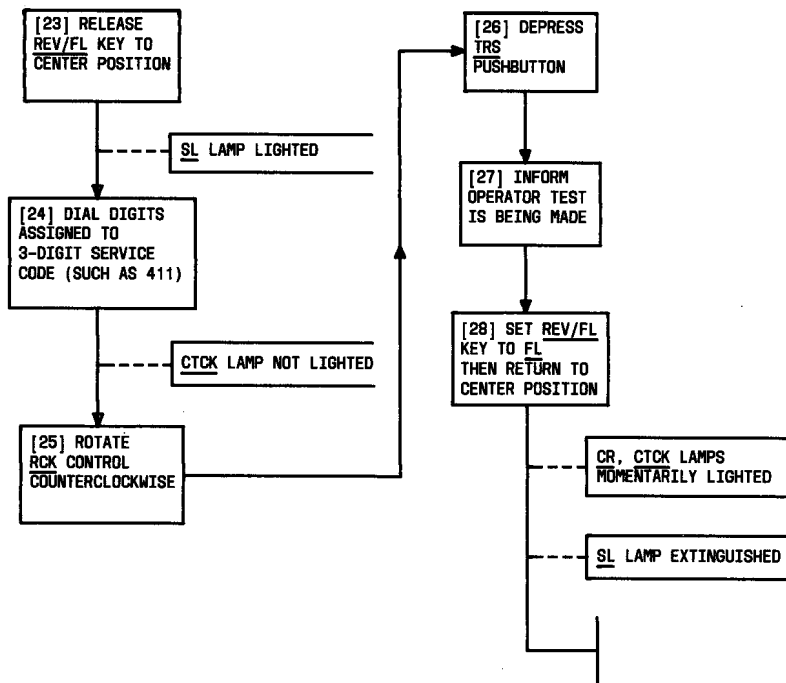 [23] RELEASE
REV/FL KEY TO
CENTER POSITION
SL LAMP LIGHTED
[24] DIAL DIGITS
ASSIGNED TO
3-DIGIT SERVICE
CODE (SUCH AS 411)
CTCK LAMP NOT LIGHTED
[25] ROTATE
RCK CONTROL
COUNTERCLOCKWISE
[26] DEPRESS
TRS
PUSHBUTTON
[27] INFORM
OPERATOR TEST
IS BEING MADE
[28] SET REV/FL
KEY TO FL
THEN RETURN TO
CENTER POSITION
CR, CTCK LAMPS
MOMENTARILY LIGHTED
SL LAMP EXTINGUISHED